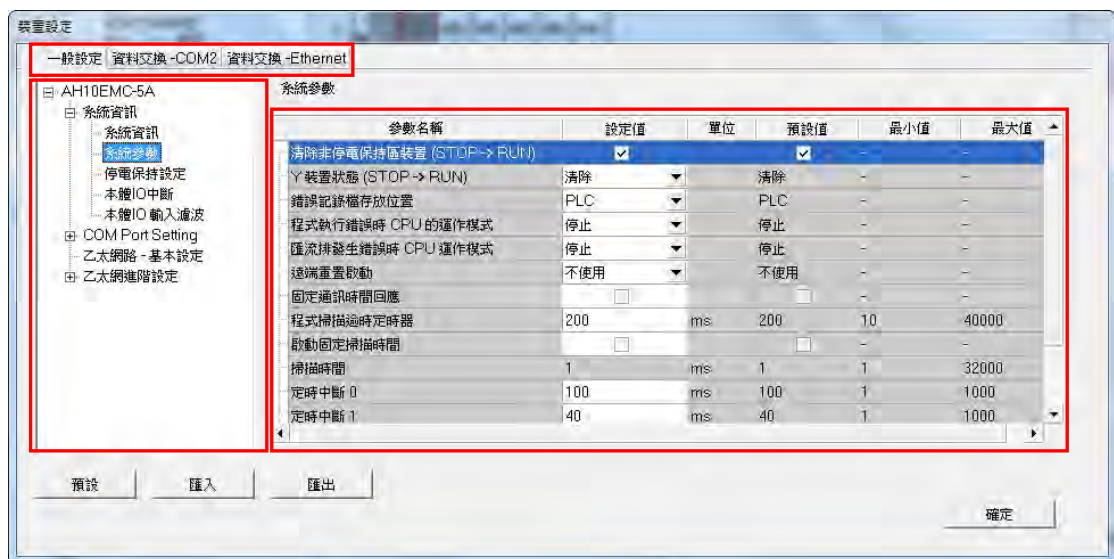 裝置設定
一般設定 資料交換 -COM2 資料交換 -Ethernet
AH10EMC-5A
系統資訊
系統資訊
系統參數
停電保持設定
本體IO中斷
本體IO 輸入濾波
COM Port Setting
乙太網路 - 基本設定
乙太網進階設定
系統參數
參數名稱 設定值 單位 預設值 最小值 最大值
清除非停電保持區裝置 (STOP-> RUN) - -
Y 裝置狀態 (STOP -> RUN) 清除 清除 - -
錯誤記錄檔存放位置 PLC PLC - -
程式執行錯誤時 CPU 的運作模式 停止 停止 - -
匯流排發生錯誤時 CPU 運作模式 停止 停止 - -
遠端重置啟動 不使用 不使用 - -
固定通訊時間回應 - -
程式掃描逾時定時器 200 ms 200 10 40000
啟動固定掃描時間 - -
掃描時間 1 ms 1 1 32000
定時中斷 0 100 ms 100 1 1000
定時中斷 1 40 ms 40 1 1000
預設 匯入 匯出
確定